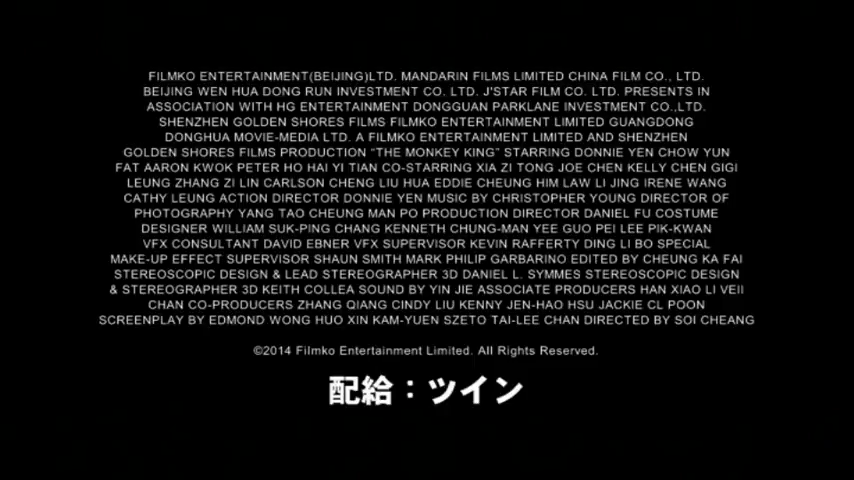 FILMKO ENTERTAINMENT(BEIJING)LTD. MANDARIN FILMS LIMITED CHINA FILM CO., LTD.
BEIJING WEN HUA DONG RUN INVESTMENT CO. LTD. J'STAR FILM CO. LTD. PRESENTS IN
ASSOCIATION WITH HG ENTERTAINMENT DONGGUAN PARKLANE INVESTMENT CO.,LTD.
SHENZHEN GOLDEN SHORES FILMS FILMKO ENTERTAINMENT LIMITED GUANGDONG
DONGHUA MOVIE-MEDIA LTD. A FILMKO ENTERTAINMENT LIMITED AND SHENZHEN
GOLDEN SHORES FILMS PRODUCTION “THE MONKEY KING” STARRING DONNIE YEN CHOW YUN
FAT AARON KWOK PETER HO HAI YI TIAN CO-STARRING XIA ZI TONG JOE CHEN KELLY CHEN GIGI
LEUNG ZHANG ZI LIN CARLSON CHENG LIU HUA EDDIE CHEUNG HIM LAW LI JING IRENE WANG
CATHY LEUNG ACTION DIRECTOR DONNIE YEN MUSIC BY CHRISTOPHER YOUNG DIRECTOR OF
PHOTOGRAPHY YANG TAO CHEUNG MAN PO PRODUCTION DIRECTOR DANIEL FU COSTUME
DESIGNER WILLIAM SUK-PING CHANG KENNETH CHUNG-MAN YEE GUO PEI LEE PIK-KWAN
VFX CONSULTANT DAVID EBNER VFX SUPERVISOR KEVIN RAFFERTY DING LI BO SPECIAL
MAKE-UP EFFECT SUPERVISOR SHAUN SMITH MARK PHILIP GARBARINO EDITED BY CHEUNG KA FAI
STEREOSCOPIC DESIGN & LEAD STEREOGRAPHER 3D DANIEL L. SYMMES STEREOSCOPIC DESIGN
& STEREOGRAPHER 3D KEITH COLLEA SOUND BY YIN JIE ASSOCIATE PRODUCERS HAN XIAO LI VEII
CHAN CO-PRODUCERS ZHANG QIANG CINDY LIU KENNY JEN-HAO HSU JACKIE CL POON
SCREENPLAY BY EDMOND WONG HUO XIN KAM-YUEN SZETO TAI-LEE CHAN DIRECTED BY SOI CHEANG
©2014 Filmko Entertainment Limited. All Rights Reserved.
配給：ツイン